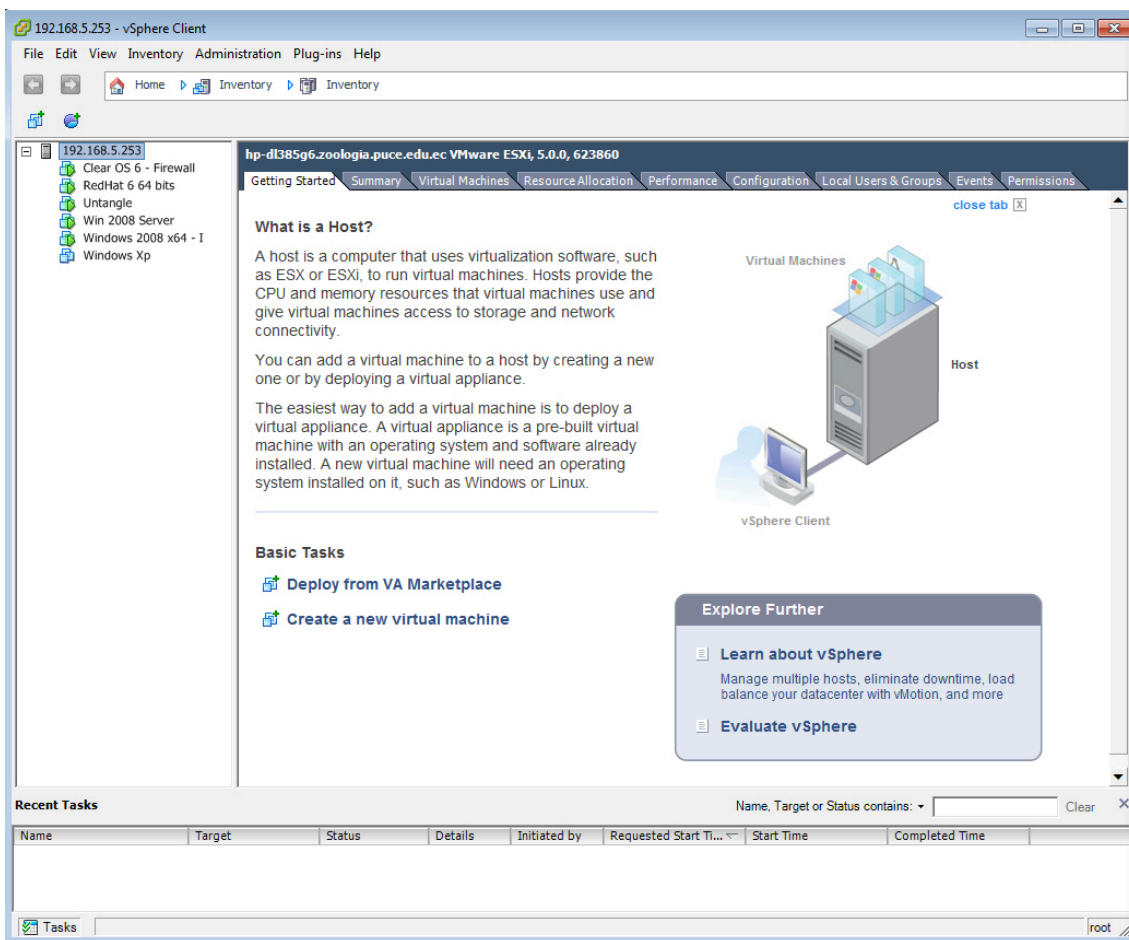 192.168.5.253 - vSphere Client
File Edit View Inventory Administration Plug-ins Help
Home Inventory Inventory
192.168.5.253
Clear OS 6 - Firewall
RedHat 6 64 bits
Untangle
Win 2008 Server
Windows 2008 x64 - I
Windows Xp
hp-dl385g6.zoologia.puce.edu.ec VMware ESXi, 5.0.0, 623860
Getting Started Summary Virtual Machines Resource Allocation Performance Configuration Local Users & Groups Events Permissions
close tab X
What is a Host?
A host is a computer that uses virtualization software, such
as ESX or ESXi, to run virtual machines. Hosts provide the
CPU and memory resources that virtual machines use and
give virtual machines access to storage and network
connectivity.
You can add a virtual machine to a host by creating a new
one or by deploying a virtual appliance.
The easiest way to add a virtual machine is to deploy a
virtual appliance. A virtual appliance is a pre-built virtual
machine with an operating system and software already
installed. A new virtual machine will need an operating
system installed on it, such as Windows or Linux.
Virtual Machines
Host
vSphere Client
Basic Tasks
Deploy from VA Marketplace
Create a new virtual machine
Explore Further
Learn about vSphere
Manage multiple hosts, eliminate downtime, load
balance your datacenter with vMotion, and more
Evaluate vSphere
Recent Tasks
Name, Target or Status contains: Clear
Name Target Status Details Initiated by Requested Start Ti... Start Time Completed Time
Tasks
root